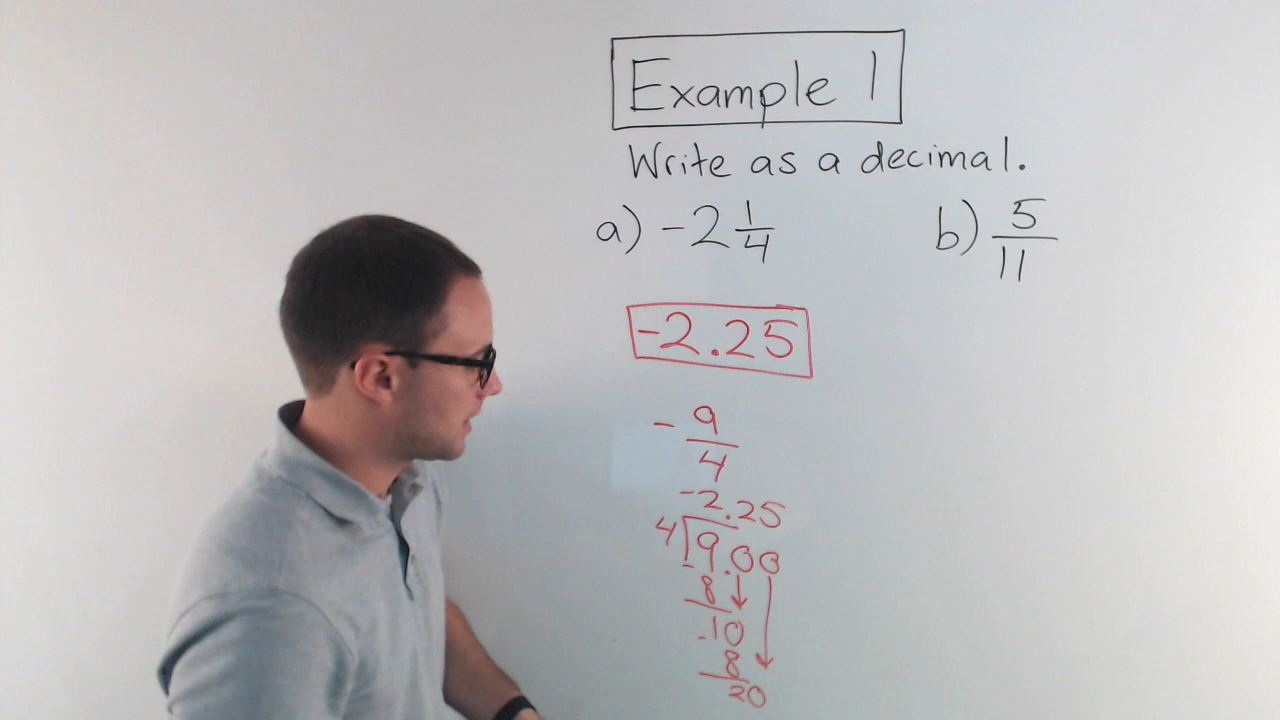 Example 1
Write as a decimal.
a) -2 1/4
b) 5/11
-2.25
- 9/4
-2.25
4 9.00
- 8
- 10
- 8
20